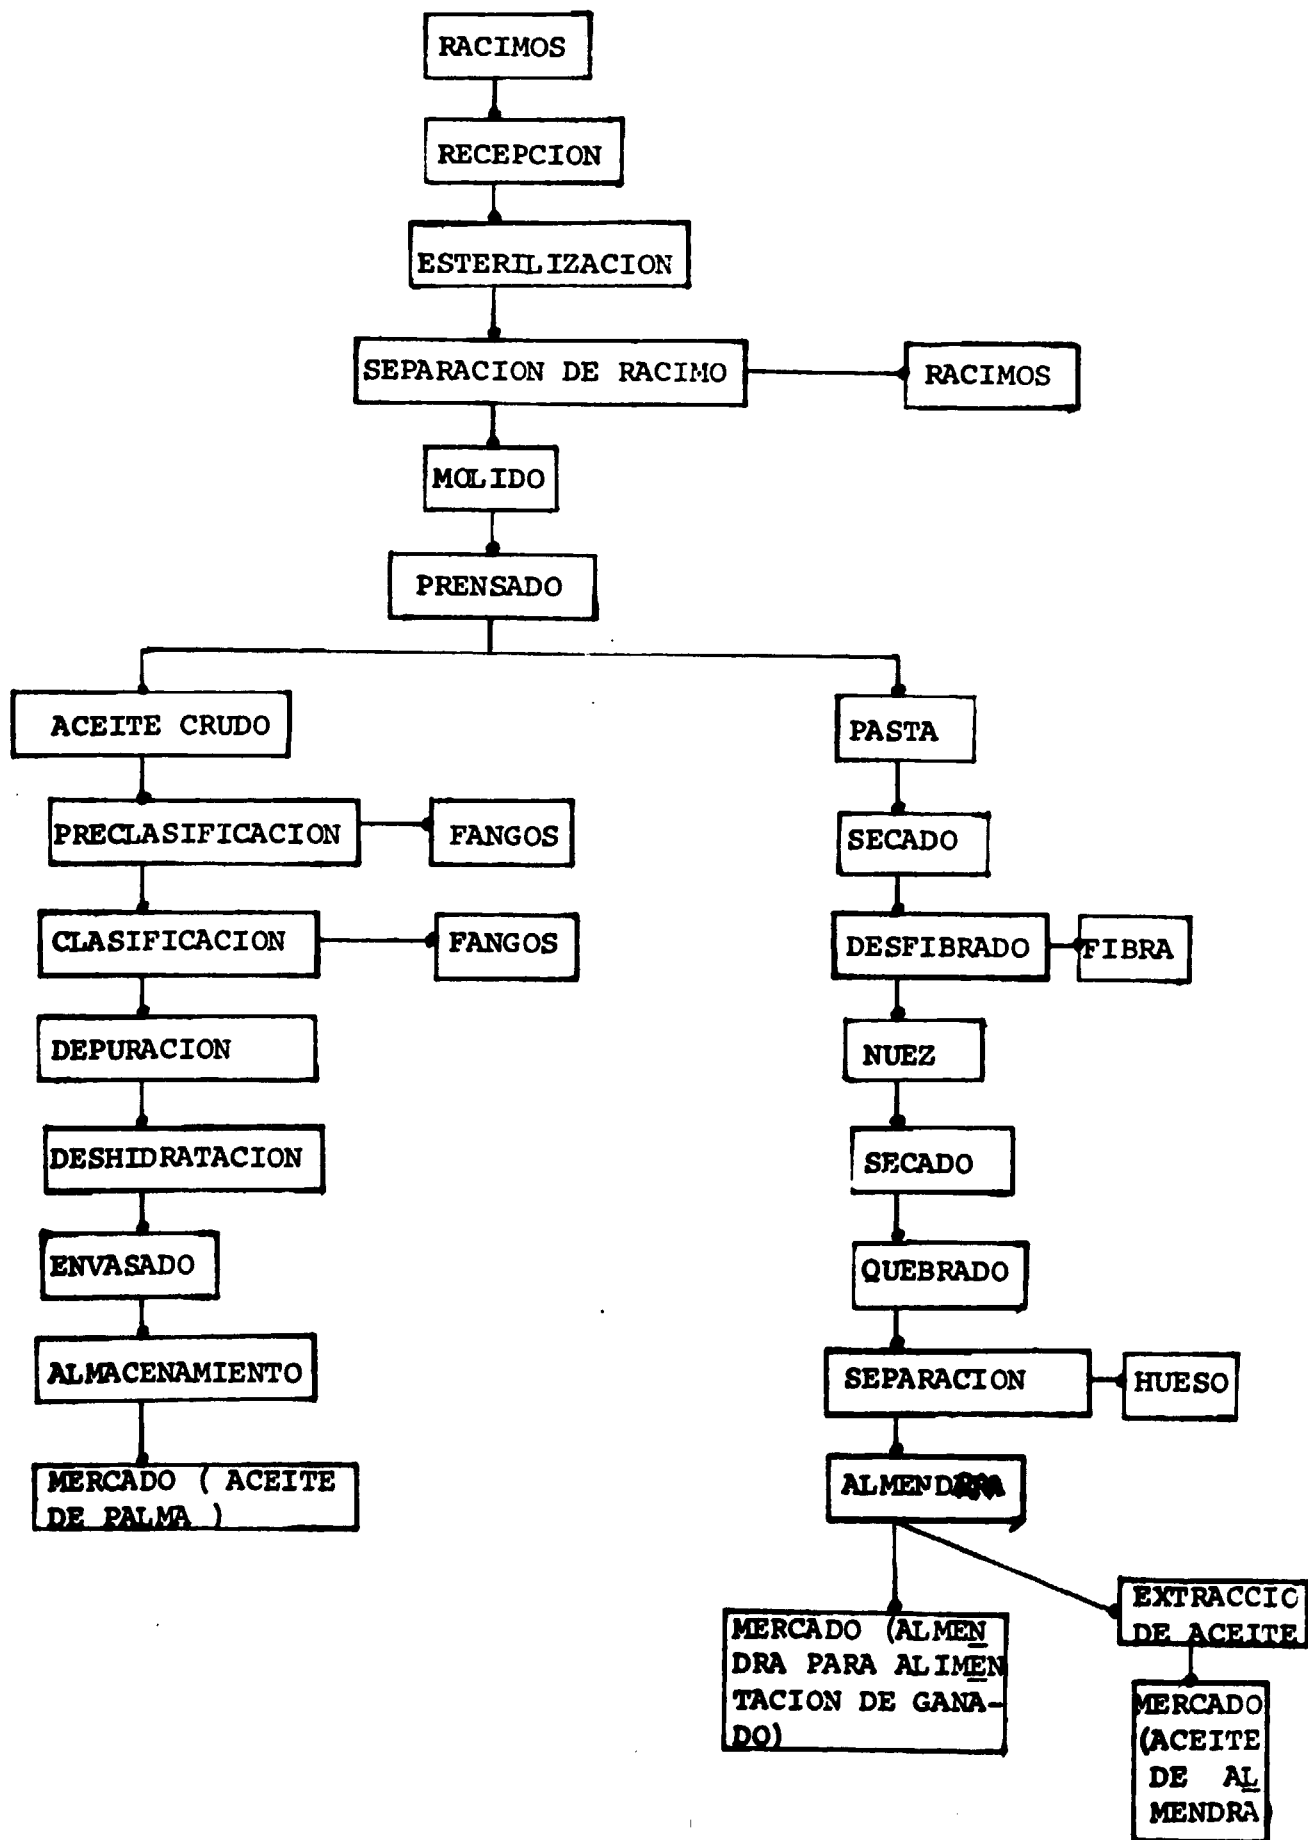 RACIMOS
RECEPCION
ESTERILIZACION
SEPARACION DE RACIMO
RACIMOS
MOLIDO
PRENSADO
ACEITE CRUDO
PRECLASIFICACION
FANGOS
CLASIFICACION
FANGOS
DEPURACION
DESHIDRATACION
ENVASADO
ALMACENAMIENTO
MERCADO ( ACEITE
DE PALMA )
PASTA
SECADO
DESFIBRADO
FIBRA
NUEZ
SECADO
QUEBRADO
SEPARACION
HUESO
ALMENDRA
MERCADO (ALMEN
DRA PARA ALIMEN
TACION DE GANA-
DO)
EXTRACCIO
DE ACEITE
MERCADO
(ACEITE
DE AL
MENDRA)